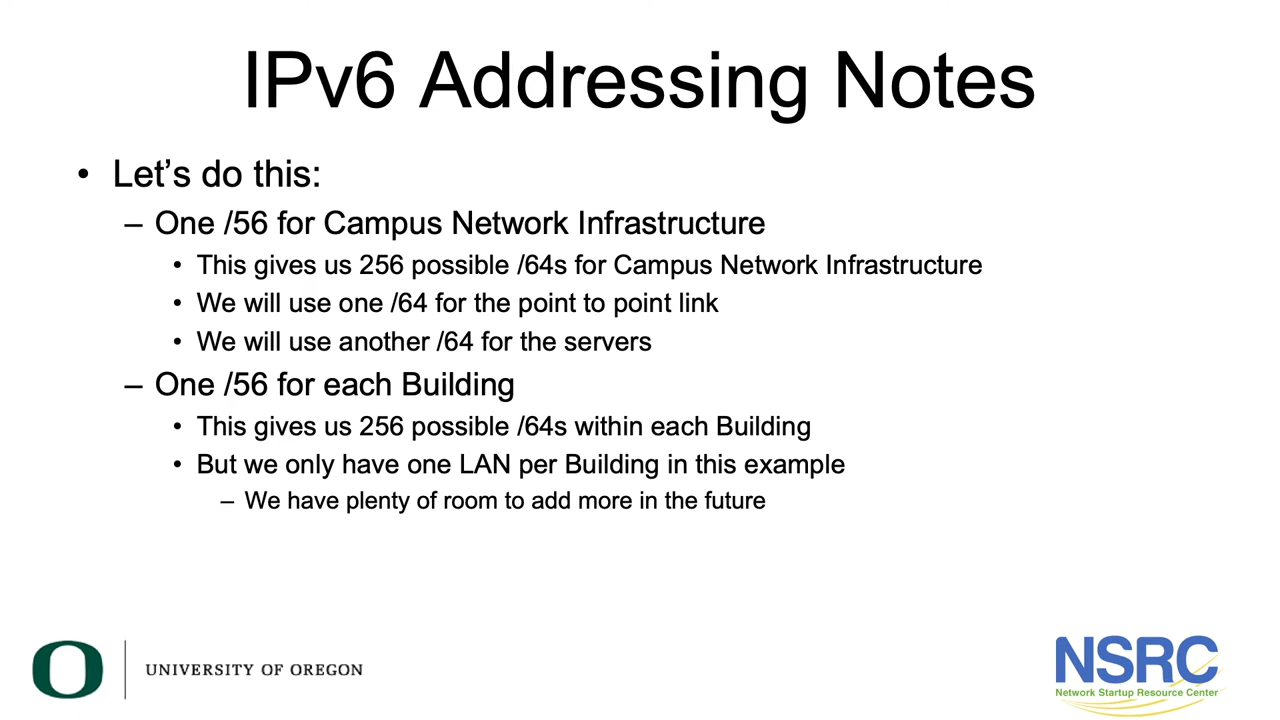 IPv6 Addressing Notes
• Let’s do this:
– One /56 for Campus Network Infrastructure
• This gives us 256 possible /64s for Campus Network Infrastructure
• We will use one /64 for the point to point link
• We will use another /64 for the servers
– One /56 for each Building
• This gives us 256 possible /64s within each Building
• But we only have one LAN per Building in this example
– We have plenty of room to add more in the future
O
UNIVERSITY OF OREGON
NSRC
Network Startup Resource Center